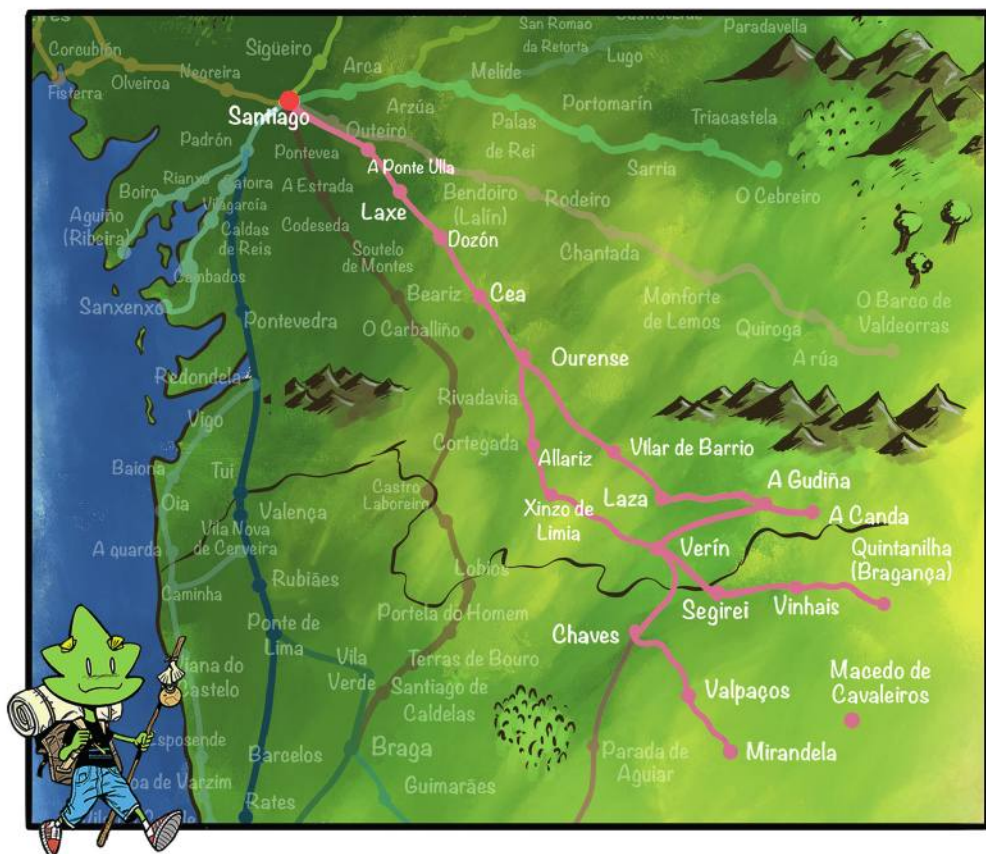 San Romao
da Retorta
Paradavella
Lugo
Sigüeiro
Corcubión
Fisterra
Olveiroa
Negreira
Arca
Melide
Arzúa
Portomarín
Triacastela
Palas
de Rei
Sarria
O Cebreiro
Santiago
Outeiro
Padrón
Pontevea
A Ponte Ulla
Rianxo
Catoira
A Estrada
Bendoiro
(Lalín)
Rodeiro
Boiro
Vilagarcía
Laxe
Aguiño
(Ribeira)
Caldas
de Reis
Codeseda
Dozón
Chantada
Soutelo
de Montes
Cambados
Beariz
Cea
Monforte
de Lemos
O Barco de
Valdeorras
Sanxenxo
Pontevedra
O Carballiño
Quiroga
A rúa
Ourense
Redondela
Rivadavia
Vigo
Cortegada
Allariz
Vilar de Barrio
Baiona
Tui
A Gudiña
Oia
Castro
Laboreiro
Xinzo de
Limia
Laza
A Canda
Valença
Vila Nova
de Cerveira
A guarda
Verín
Quintanilha
(Bragança)
Caminha
Rubiães
Lobios
Segirei
Vinhais
Ponte de
Lima
Portela do Homem
Chaves
Vila
Verde
Terras de Bouro
Macedo de
Cavaleiros
iana do
Castelo
Santiago de
Caldelas
Valpaços
Esposende
Barcelos
Braga
Parada de
Aguiar
Mirandela
oa de Varzim
Guimarães
Rates